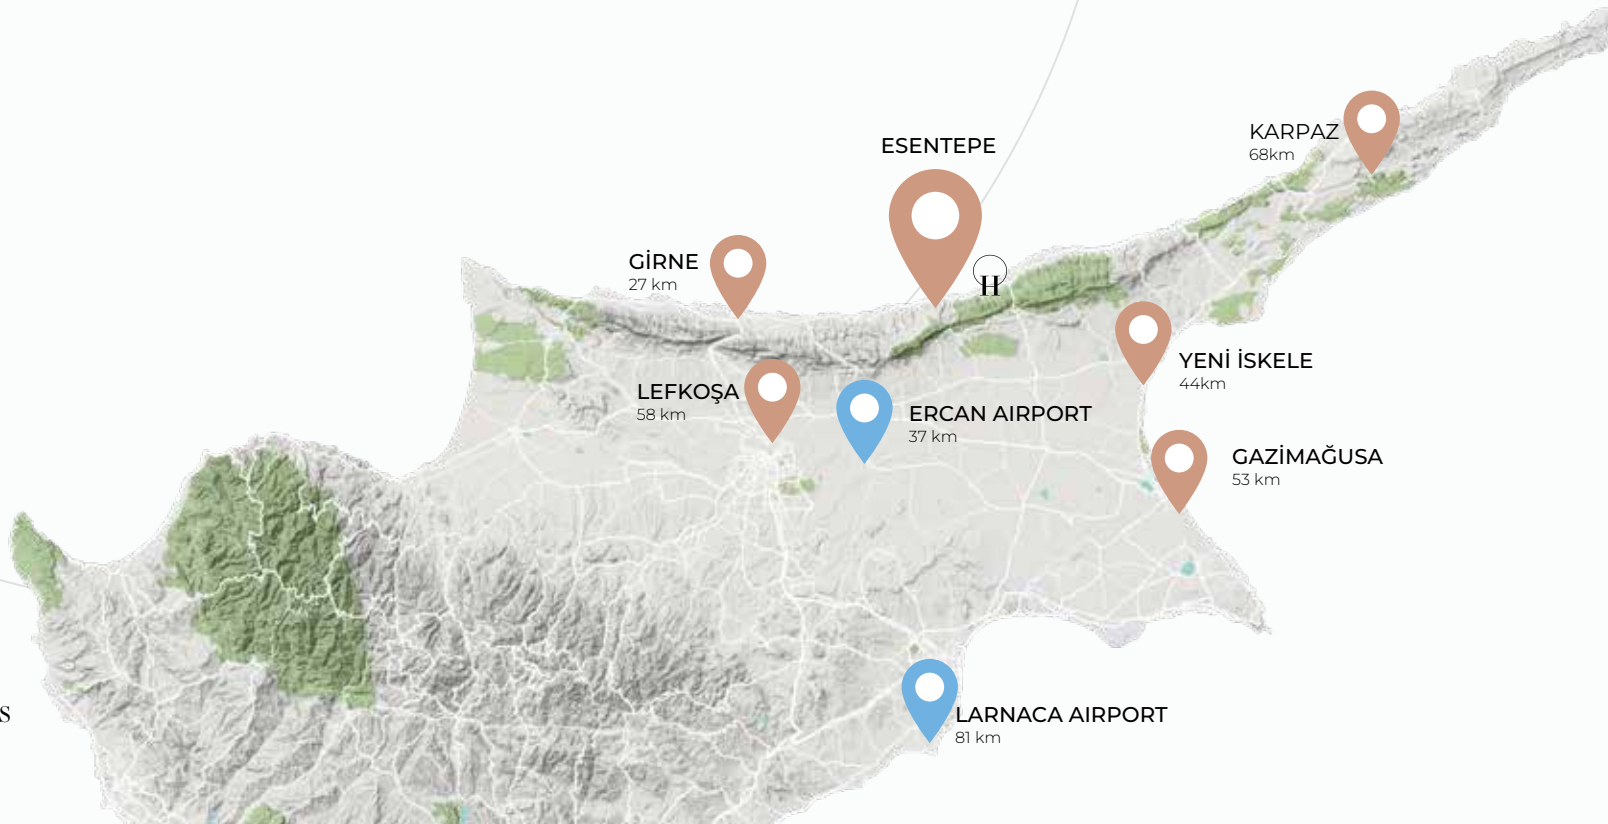 ESENTEPE
KARPAZ
68km
GİRNE
27 km
H
YENİ İSKELE
44km
LEFKOŞA
58 km
ERCAN AIRPORT
37 km
GAZİMAĞUSA
53 km
S
LARNACA AIRPORT
81 km